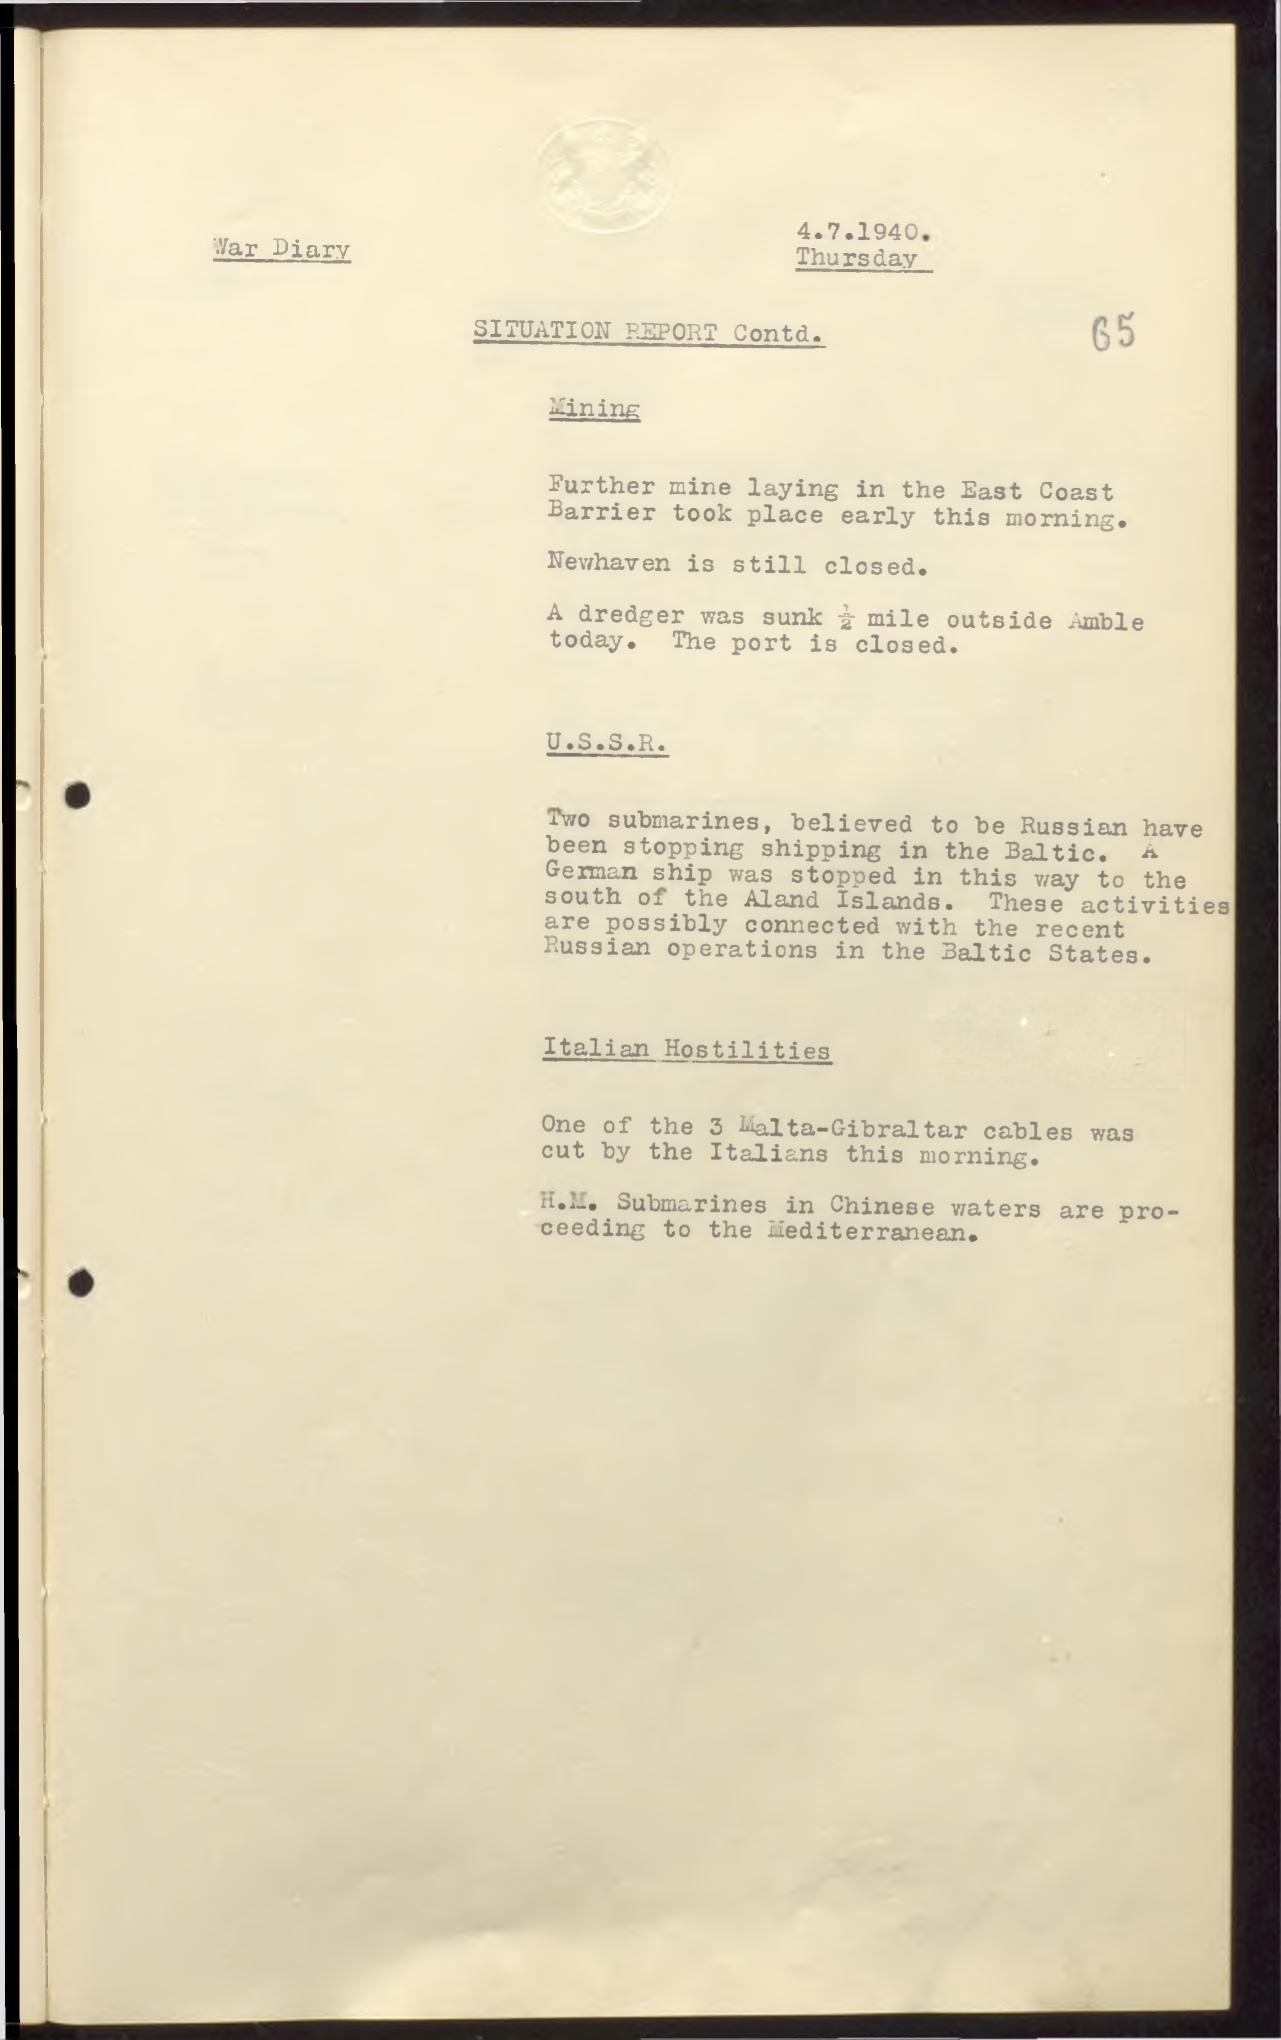 War Diary
4.7.1940.
Thursday
SITUATION REPORT Contd.
65
Mining
Further mine laying in the East Coast
Barrier took place early this morning.
Newhaven is still closed.
A dredger was sunk ½ mile outside Amble
today. The port is closed.
U.S.S.R.
Two submarines, believed to be Russian have
been stopping shipping in the Baltic. A
German ship was stopped in this way to the
south of the Aland Islands. These activities
are possibly connected with the recent
Russian operations in the Baltic States.
Italian Hostilities
One of the 3 Malta-Gibraltar cables was
cut by the Italians this morning.
H.M. Submarines in Chinese waters are pro-
ceeding to the Mediterranean.